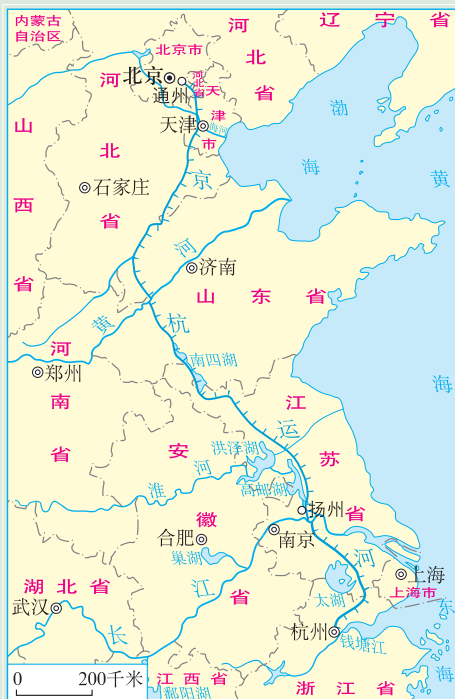 内蒙古
自治区
河
北
省
辽宁省
北京市
北京
通州
河北省
天津市
天津
海河
河
北
省
山
西
省
石家庄
渤
海
黄
海
京
杭
运
河
黄
河
济南
山东省
南四湖
河
南
省
郑州
江
苏
省
安
徽
省
洪泽湖
淮
河
高邮湖
扬州
合肥
巢湖
南京
湖北省
武汉
长
江
太湖
上海
上海市
东
海
杭州
钱塘江
江西省
鄱阳湖
浙江省
0 200千米